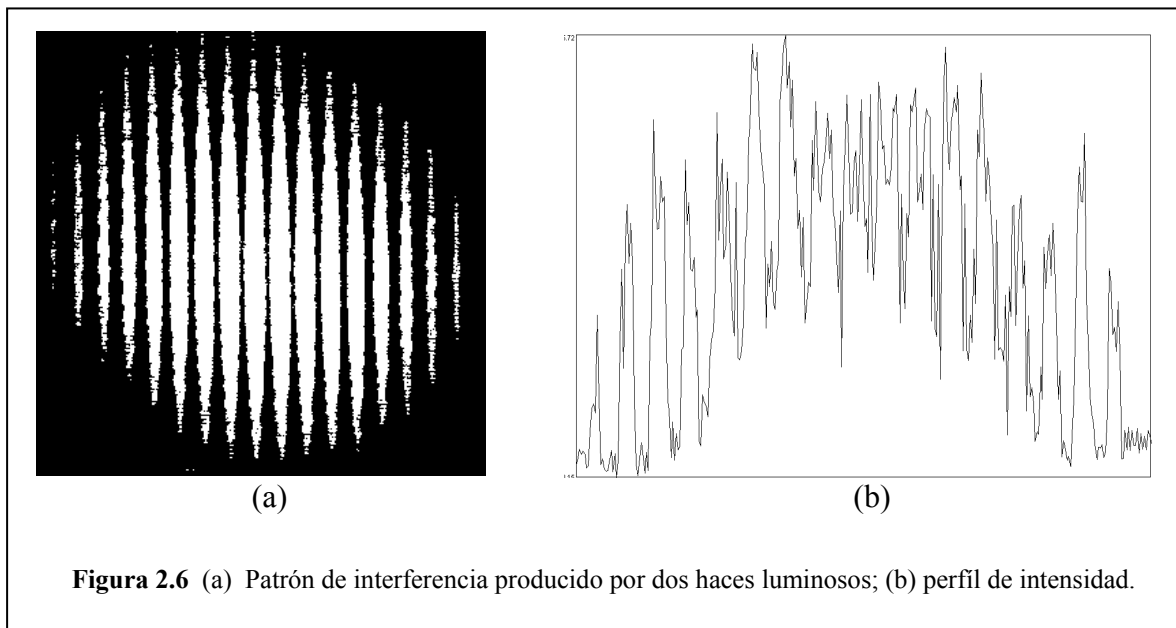 (a)
(b)
Figura 2.6 (a) Patrón de interferencia producido por dos haces luminosos; (b) perfíl de intensidad.